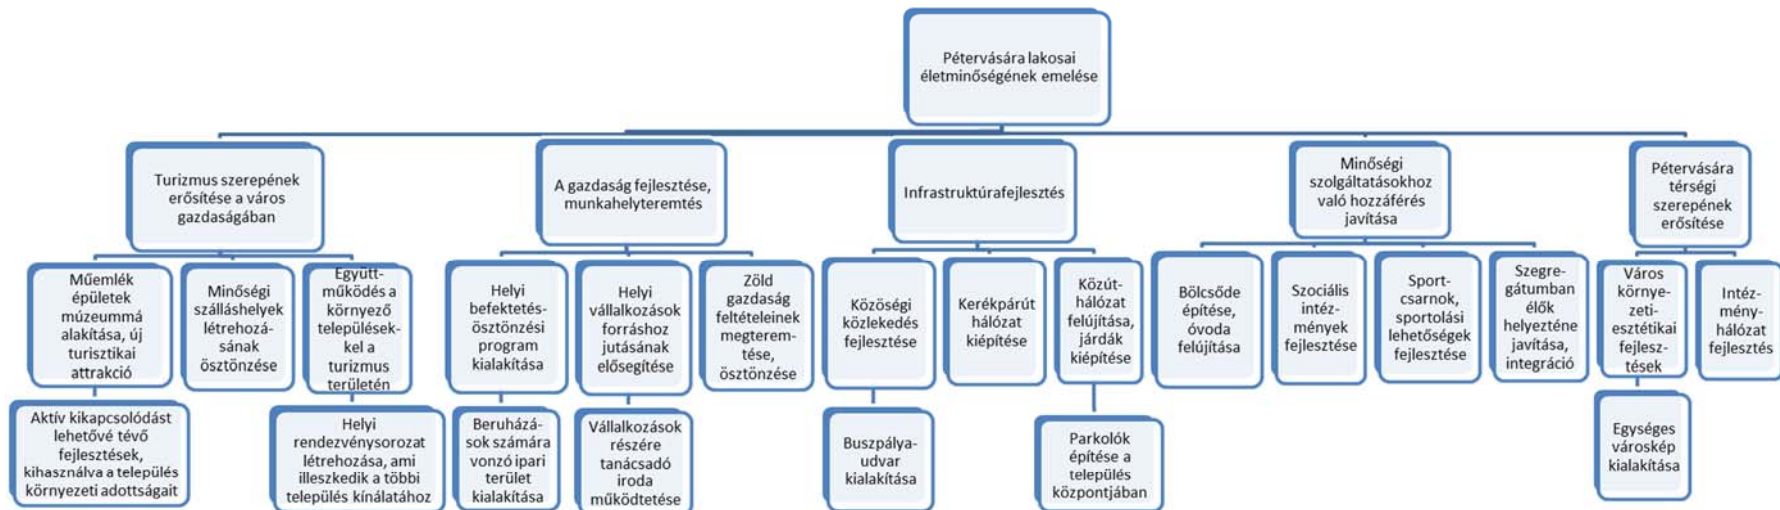 Pétervására lakosai
életminőségének emelése
Turizmus szerepének
erősítése a város
gazdaságában
A gazdaság fejlesztése,
munkahelyteremtés
Infrastruktúrafejlesztés
Minőségi
szolgáltatásokhoz
való hozzáférés
javítása
Pétervására
térségi
szerepének
erősítése
Műemlék
épületek
múzeummá
alakítása, új
turisztikai
attrakció
Minőségi
szálláshelyek
létrehozá-
sának
ösztönzése
Együtt-
működés a
környező
települések-
kel a
turizmus
területén
Helyi
befektetés-
ösztönzési
program
kialakítása
Helyi
vállalkozások
forráshoz
jutásának
elősegítése
Zöld
gazdaság
feltételeinek
megterem-
tése,
ösztönzése
Közöségi
közlekedés
fejlesztése
Kerékpárút
hálózat
kiépítése
Közút-
hálózat
felújítása,
járdák
kiépítése
Bölcsőde
építése,
óvoda
felújítása
Szociális
intéz-
mények
fejlesztése
Sport-
csarnok,
sportolási
lehetőségek
fejlesztése
Szegre-
gátumban
élők
helyezténe
javítása,
integráció
Város
környe-
zeti-
esztétikai
fejlesz-
tések
Intéz-
mény-
hálózat
fejlesztés
Aktív kikapcsolódást
lehetővé tévő
fejlesztések,
kihasználva a település
környezeti adottságait
Helyi
rendezvénysorozat
létrehozása, ami
illeszkedik a többi
település kínálatához
Beruházá-
sok számára
vonzó ipari
terület
kialakítása
Vállalkozások
részére
tanácsadó
iroda
működtetése
Buszpálya-
udvar
kialakítása
Parkolók
építése a
település
központjában
Egységes
városkép
kialakítása